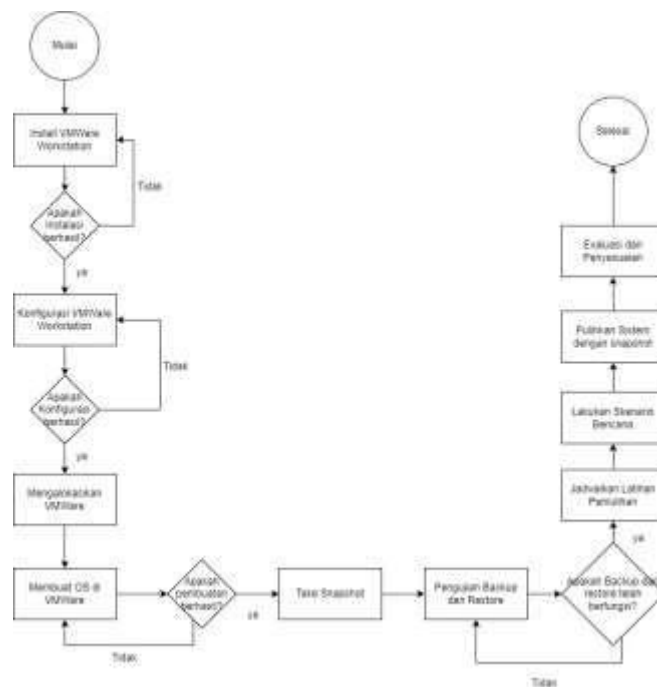 Mulai
Install VMWare
Workstation
Tidak
Apakah
Instalasi
berhasil?
ya
Konfigurasi VMWare
Workstation
Tidak
Apakah
Konfigurasi
berhasil?
ya
Mengaktifkan
VMWare
Membuat OS di
VMWare
Apakah
pembuatan
berhasil?
ya
Tidak
Test Snapshot
Pengujian Backup
dan Restore
Apakah Backup dan
restore telah
berfungsi?
Tidak
ya
Jadwalkan Latihan
Pemulihan
Lakukan Skenario
Bencana
Pulihkan Sistem
dengan snapshot
Evaluasi dan
Penyesuaian
Selesai